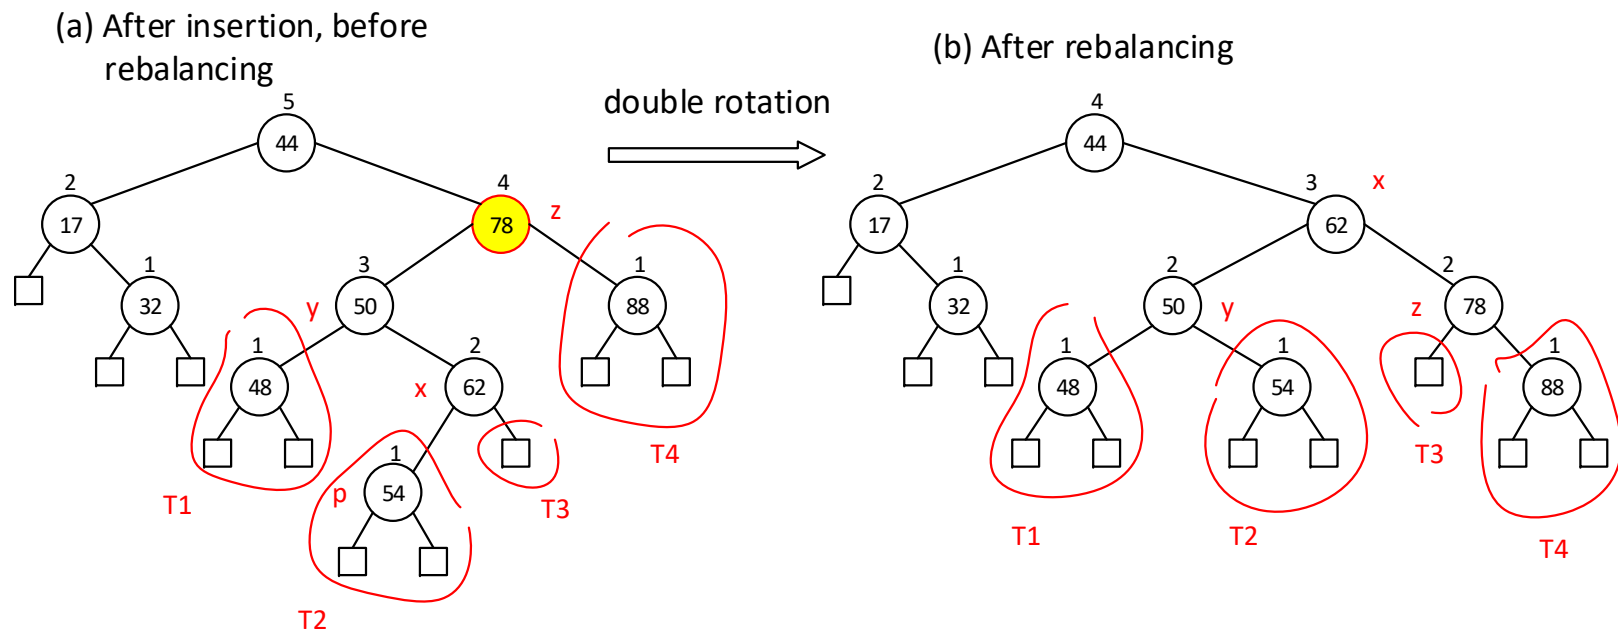 (a) After insertion, before
rebalancing
(b) After rebalancing
double rotation
5
44
2
17
4
78
z
1
32
3
50
y
1
88
1
48
2
62
x
1
54
p
T1
T2
T3
T4
4
44
2
17
3
x
62
1
32
2
50
y
2
78
z
1
48
1
54
1
88
T1
T2
T3
T4